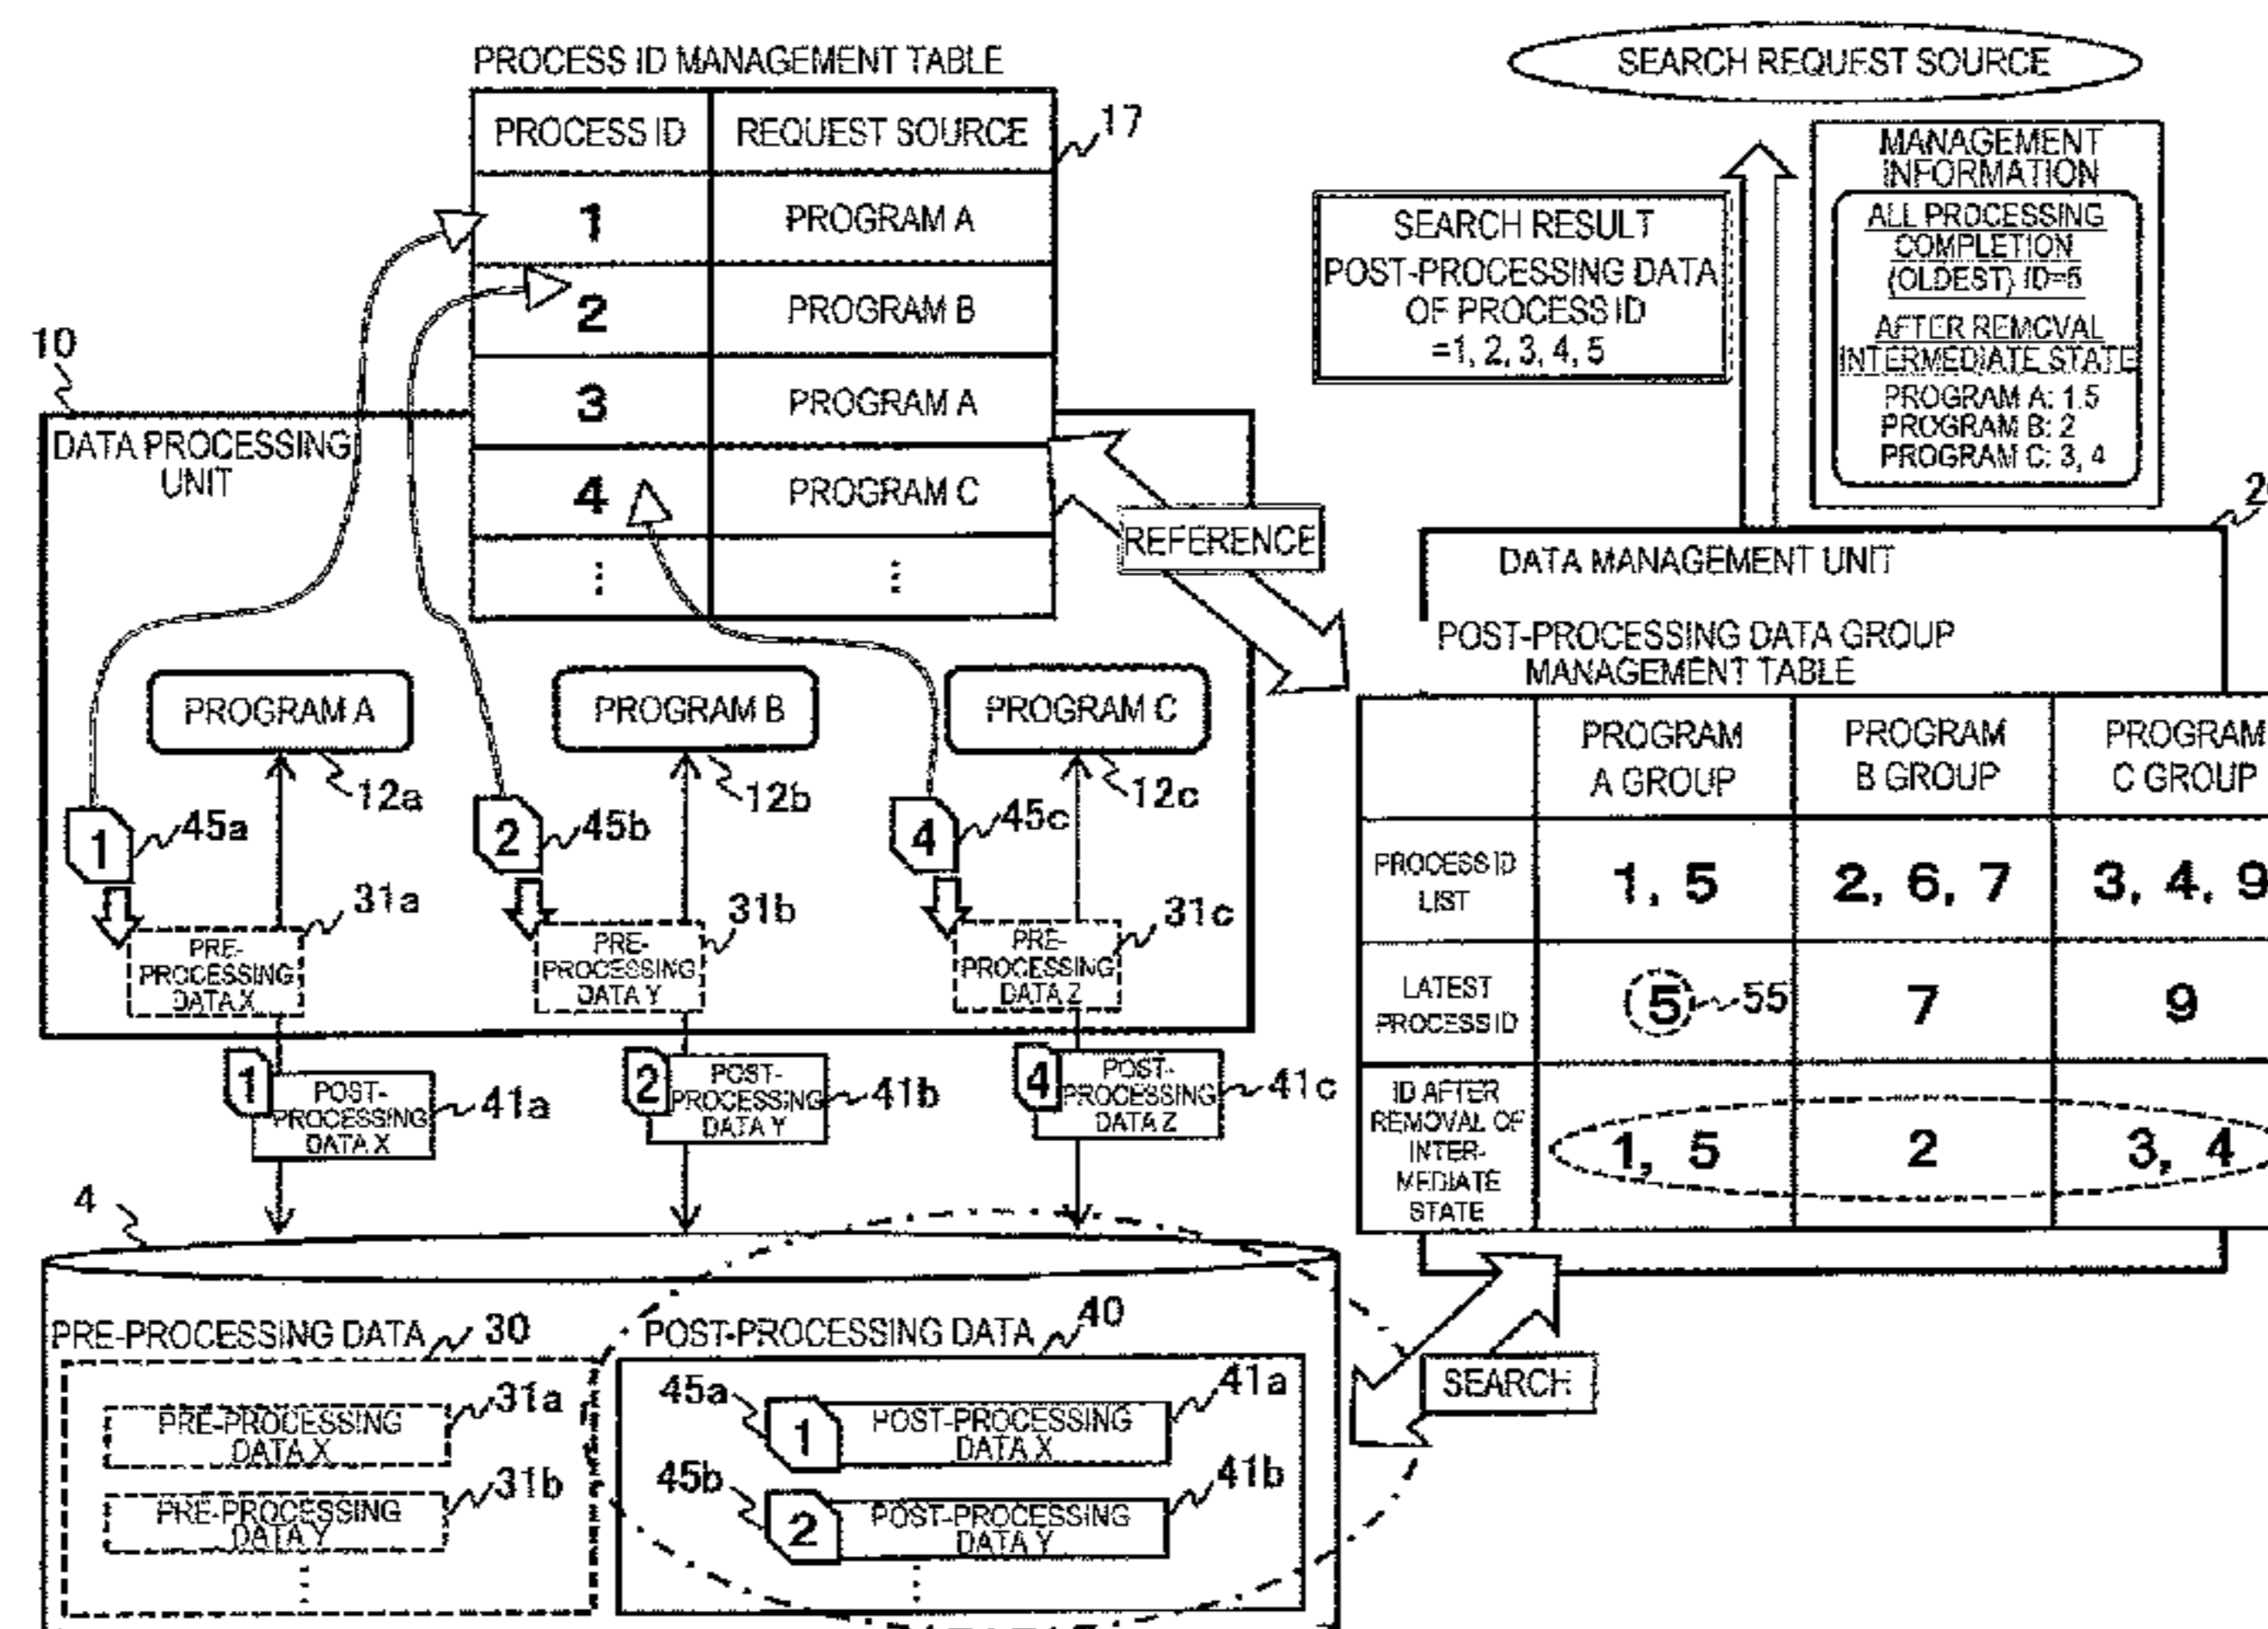 PROCESS ID MANAGEMENT TABLE
PROCESS ID
REQUEST SOURCE
17
1
PROGRAM A
2
PROGRAM B
3
PROGRAM A
4
PROGRAM C
⋮
⋮
SEARCH REQUEST SOURCE
SEARCH RESULT
POST-PROCESSING DATA
OF PROCESS ID
=1, 2, 3, 4, 5
MANAGEMENT
INFORMATION
ALL PROCESSING
COMPLETION
(OLDEST) ID=5
AFTER REMOVAL
INTERMEDIATE STATE
PROGRAM A: 1.5
PROGRAM B: 2
PROGRAM C: 3, 4
10
DATA PROCESSING
UNIT
REFERENCE
PROGRAM A
12a
PROGRAM B
12b
PROGRAM C
12c
1
45a
2
45b
4
45c
PRE-
PROCESSING
DATA X
31a
PRE-
PROCESSING
DATA Y
31b
PRE-
PROCESSING
DATA Z
31c
1
POST-
PROCESSING
DATA X
41a
2
POST-
PROCESSING
DATA Y
41b
4
POST-
PROCESSING
DATA Z
41c
DATA MANAGEMENT UNIT
POST-PROCESSING DATA GROUP
MANAGEMENT TABLE
PROGRAM
A GROUP
PROGRAM
B GROUP
PROGRAM
C GROUP
PROCESS ID
LIST
1, 5
2, 6, 7
3, 4, 9
LATEST
PROCESS ID
5
55
7
9
ID AFTER
REMOVAL OF
INTER-
MEDIATE
STATE
1, 5
2
3, 4
4
PRE-PROCESSING DATA
30
PRE-PROCESSING
DATA X
31a
PRE-PROCESSING
DATA Y
31b
⋮
POST-PROCESSING DATA
40
45a
1
POST-PROCESSING
DATA X
41a
45b
2
POST-PROCESSING
DATA Y
41b
⋮
SEARCH